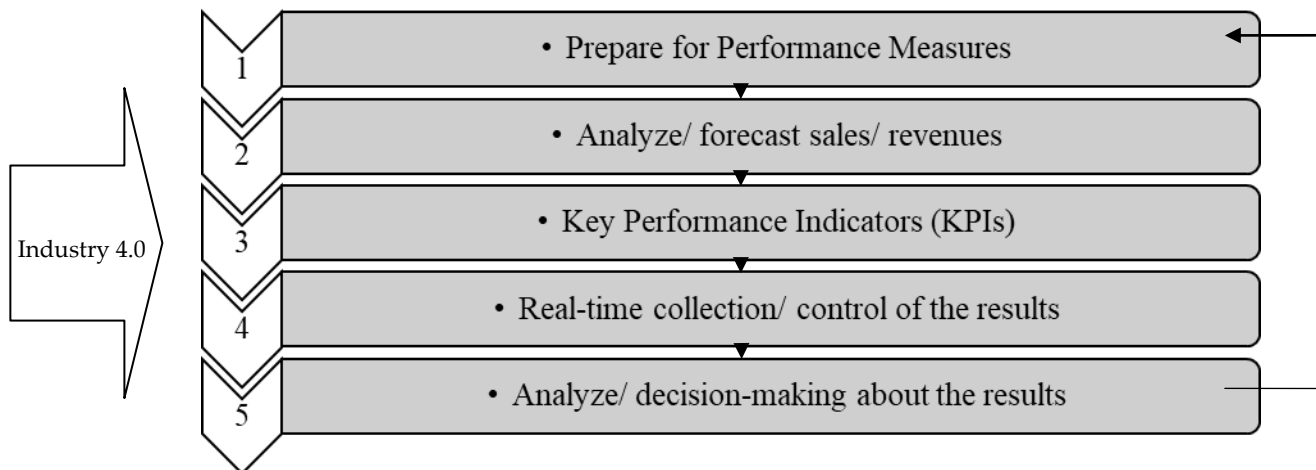 1
• Prepare for Performance Measures
2
• Analyze/ forecast sales/ revenues
3
• Key Performance Indicators (KPIs)
Industry 4.0
4
• Real-time collection/ control of the results
5
• Analyze/ decision-making about the results